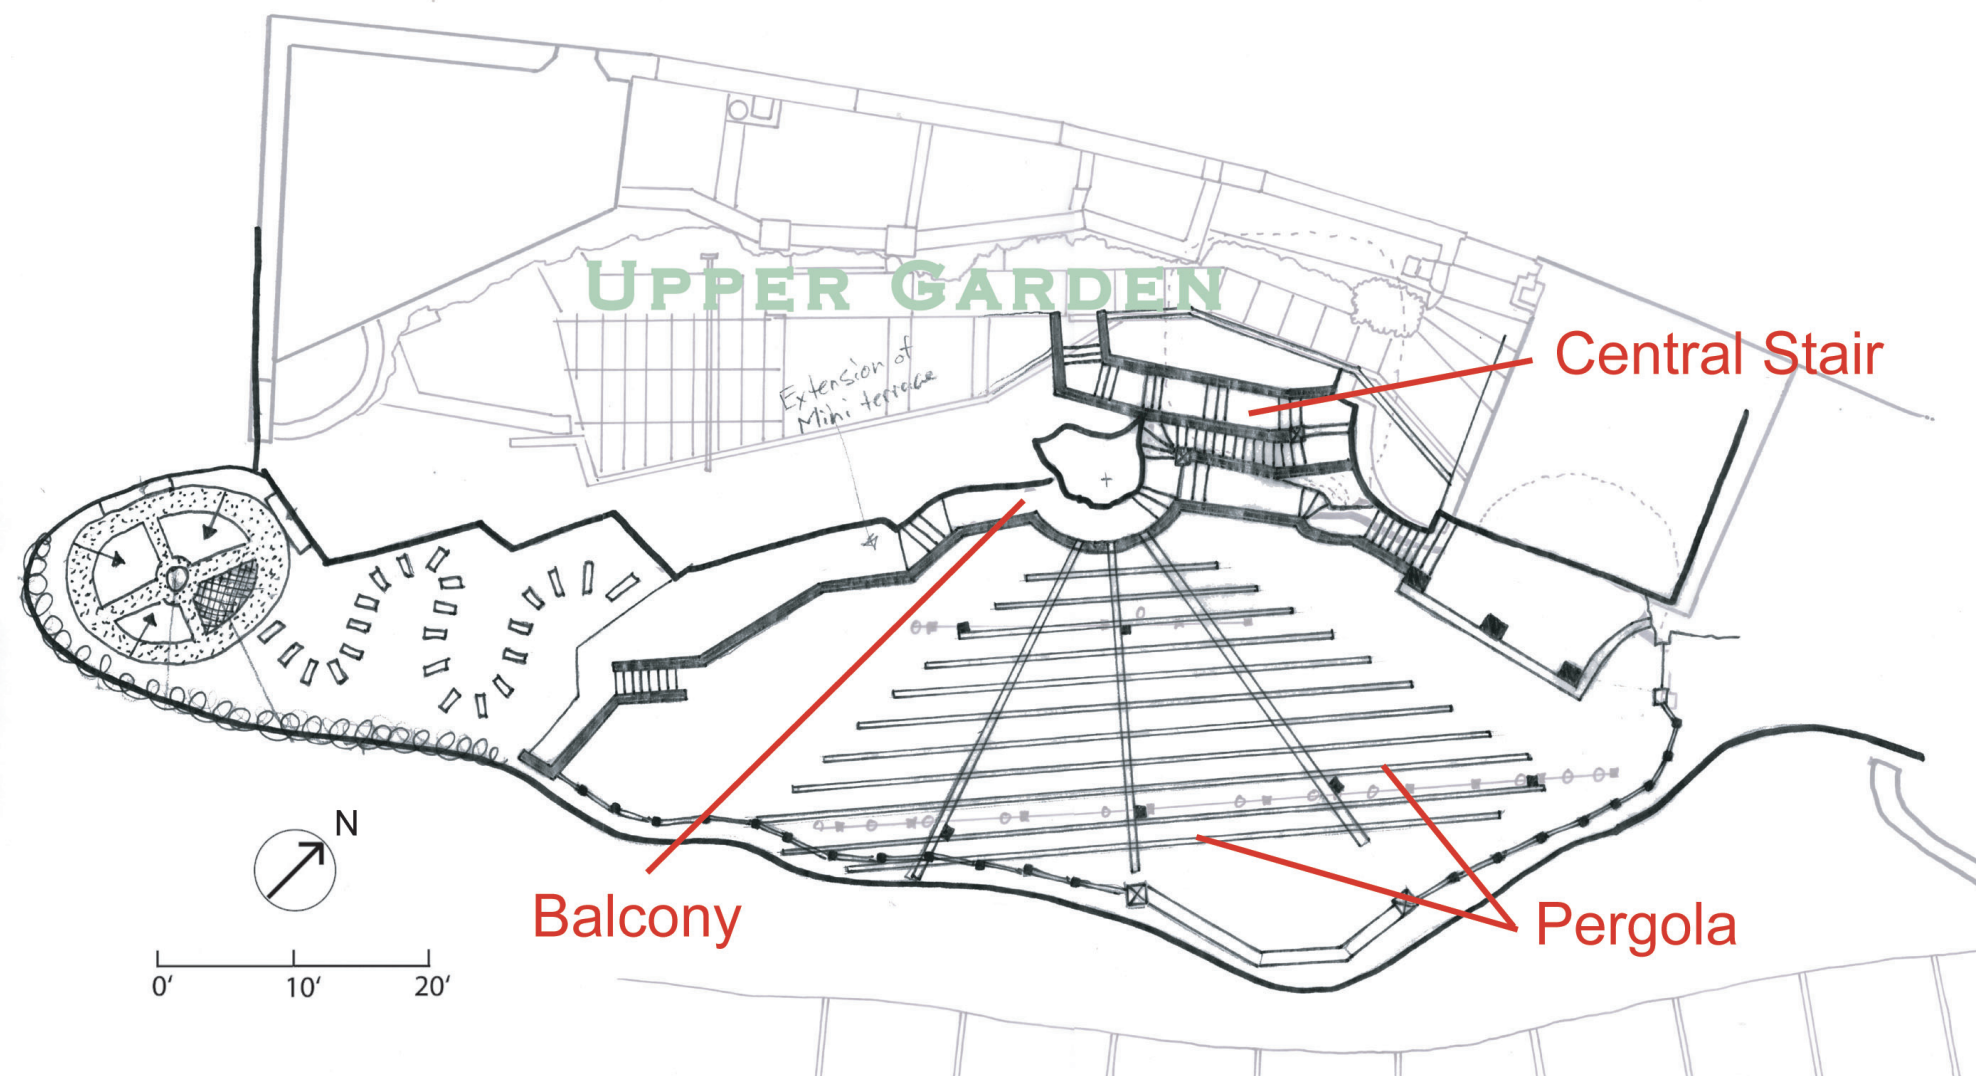 UPPER GARDEN
Central Stair
Extension of
Mini terrace
N
Balcony
Pergola
0'
10'
20'